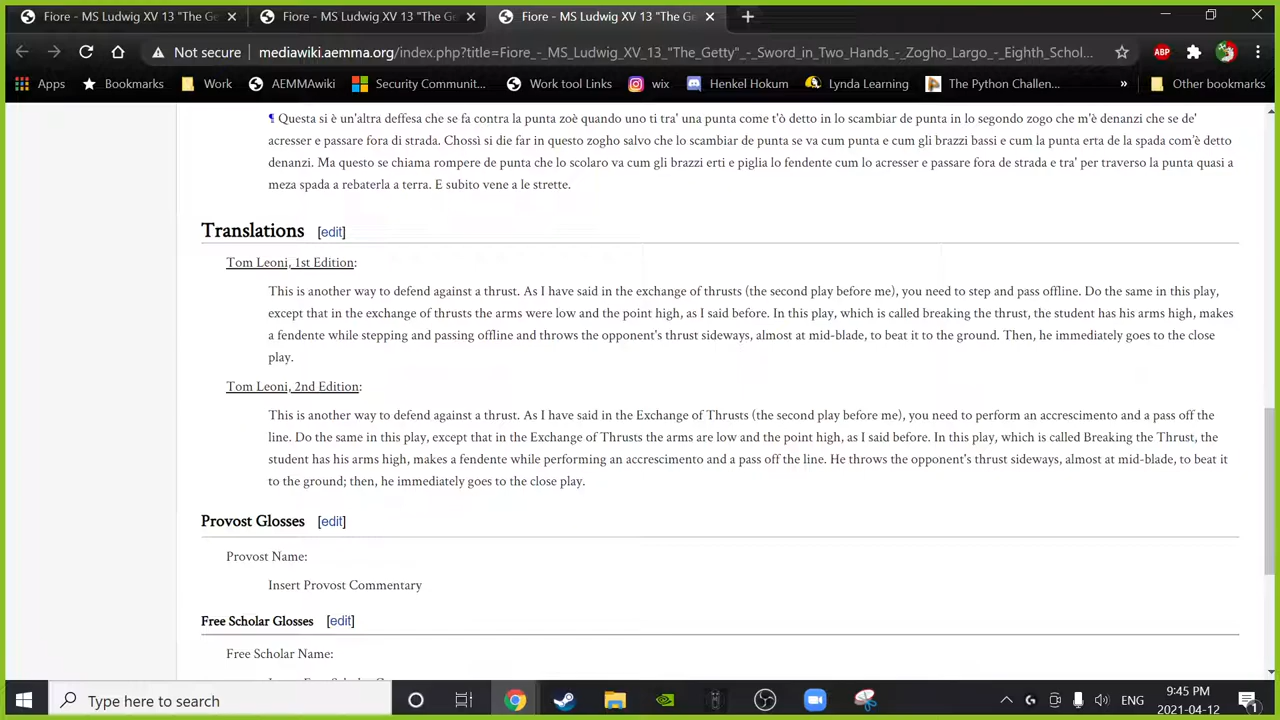 Fiore - MS Ludwig XV 13 "The Ge
Fiore - MS Ludwig XV 13 "The Ge
Fiore - MS Ludwig XV 13 "The Ge
Not secure
mediawiki.aemma.org/index.php?title=Fiore_-_MS_Ludwig_XV_13_"The_Getty"_-_Sword_in_Two_Hands_-_Zogho_Largo_-_Eighth_Schol...
ABP
Apps Bookmarks Work AEMMAwiki Security Communit... Work tool Links wix Henkel Hokum Lynda Learning The Python Challen... » Other bookmarks
¶ Questa si è un'altra deffesa che se fa contra la punta zoè quando uno ti tra' una punta come t'ò detto in lo scambiar de punta in lo segondo zogo che m'è denanzi che se de'
acresser e passare fora di strada. Chossì si die far in questo zogho salvo che lo scambiar de punta se va cum punta e cum gli brazzi bassi e cum la punta erta de la spada com'è detto
denanzi. Ma questo se chiama rompere de punta che lo scolaro va cum gli brazzi erti e piglia lo fendente cum lo acresser e passare fora de strada e tra' per traverso la punta quasi a
meza spada a rebaterla a terra. E subito vene a le strette.
Translations [edit]
Tom Leoni, 1st Edition:
This is another way to defend against a thrust. As I have said in the exchange of thrusts (the second play before me), you need to step and pass offline. Do the same in this play,
except that in the exchange of thrusts the arms were low and the point high, as I said before. In this play, which is called breaking the thrust, the student has his arms high, makes
a fendente while stepping and passing offline and throws the opponent's thrust sideways, almost at mid-blade, to beat it to the ground. Then, he immediately goes to the close
play.
Tom Leoni, 2nd Edition:
This is another way to defend against a thrust. As I have said in the Exchange of Thrusts (the second play before me), you need to perform an accrescimento and a pass off the
line. Do the same in this play, except that in the Exchange of Thrusts the arms are low and the point high, as I said before. In this play, which is called Breaking the Thrust, the
student has his arms high, makes a fendente while performing an accrescimento and a pass off the line. He throws the opponent's thrust sideways, almost at mid-blade, to beat it
to the ground; then, he immediately goes to the close play.
Provost Glosses [edit]
Provost Name:
Insert Provost Commentary
Free Scholar Glosses [edit]
Free Scholar Name:
Type here to search
ENG
9:45 PM
2021-04-12
1